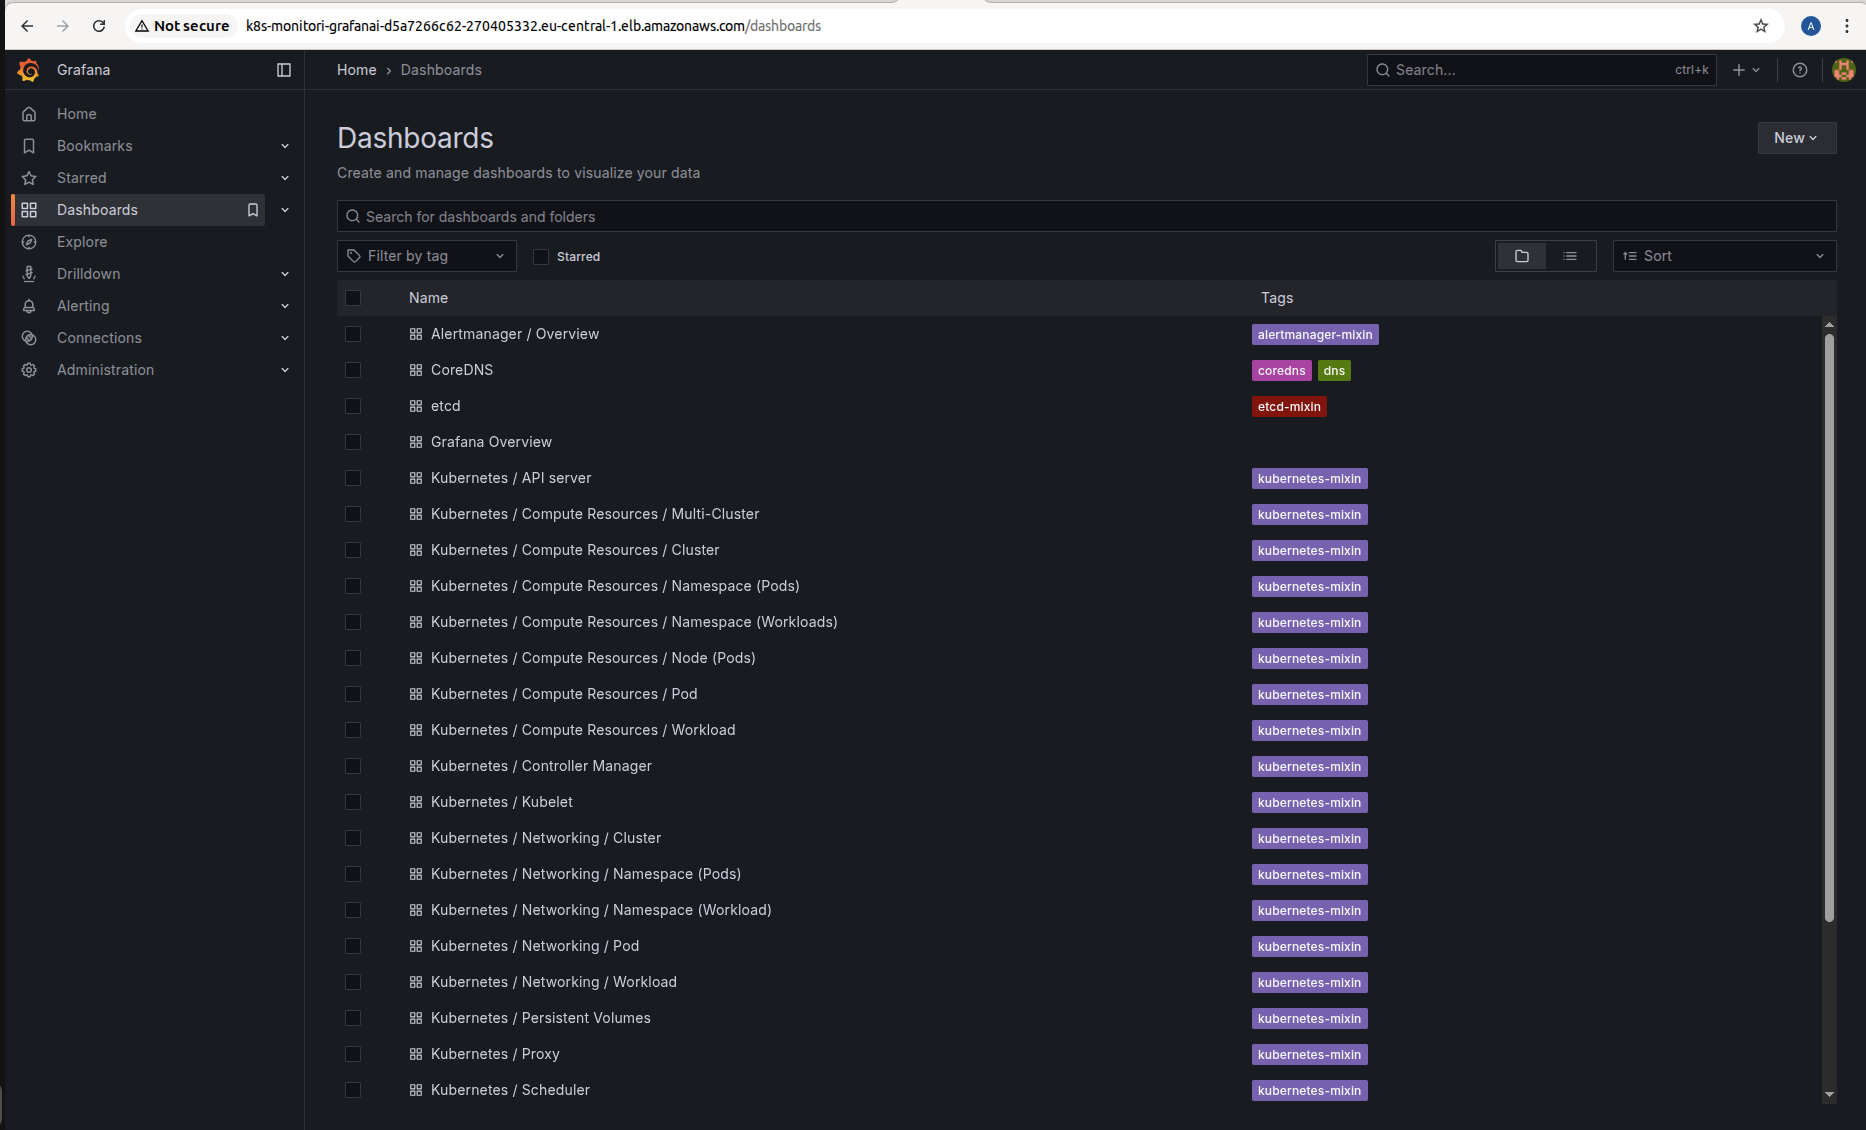 Not secure k8s-monitori-grafanai-d5a7266c62-270405332.eu-central-1.elb.amazonaws.com/dashboards A
Grafana
Home › Dashboards
Search... ctrl+k
Home
Bookmarks
Starred
Dashboards
Explore
Drilldown
Alerting
Connections
Administration
Dashboards
New
Create and manage dashboards to visualize your data
Search for dashboards and folders
Filter by tag Starred Sort
Name Tags
Alertmanager / Overview alertmanager-mixin
CoreDNS coredns dns
etcd etcd-mixin
Grafana Overview
Kubernetes / API server kubernetes-mixin
Kubernetes / Compute Resources / Multi-Cluster kubernetes-mixin
Kubernetes / Compute Resources / Cluster kubernetes-mixin
Kubernetes / Compute Resources / Namespace (Pods) kubernetes-mixin
Kubernetes / Compute Resources / Namespace (Workloads) kubernetes-mixin
Kubernetes / Compute Resources / Node (Pods) kubernetes-mixin
Kubernetes / Compute Resources / Pod kubernetes-mixin
Kubernetes / Compute Resources / Workload kubernetes-mixin
Kubernetes / Controller Manager kubernetes-mixin
Kubernetes / Kubelet kubernetes-mixin
Kubernetes / Networking / Cluster kubernetes-mixin
Kubernetes / Networking / Namespace (Pods) kubernetes-mixin
Kubernetes / Networking / Namespace (Workload) kubernetes-mixin
Kubernetes / Networking / Pod kubernetes-mixin
Kubernetes / Networking / Workload kubernetes-mixin
Kubernetes / Persistent Volumes kubernetes-mixin
Kubernetes / Proxy kubernetes-mixin
Kubernetes / Scheduler kubernetes-mixin